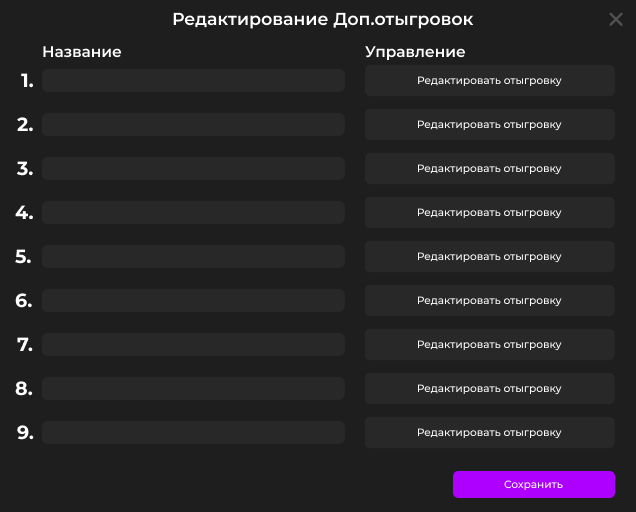 Редактирование Доп.отыгровок
Название Управление
1. Редактировать отыгровку
2. Редактировать отыгровку
3. Редактировать отыгровку
4. Редактировать отыгровку
5. Редактировать отыгровку
6. Редактировать отыгровку
7. Редактировать отыгровку
8. Редактировать отыгровку
9. Редактировать отыгровку
Сохранить